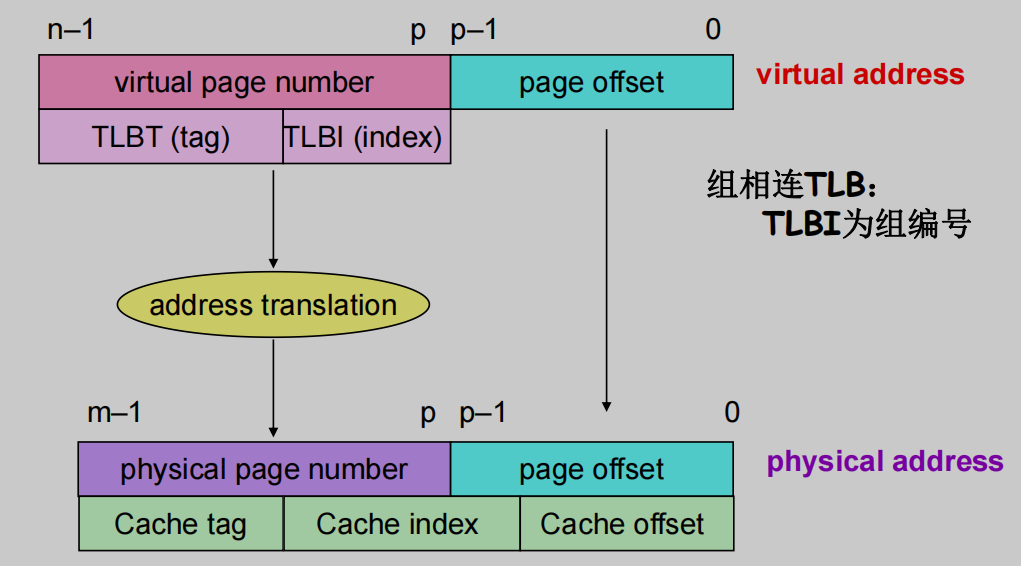 n–1 p p–1 0
virtual page number page offset virtual address
TLBT (tag) TLBI (index)
组相连TLB:
TLBI为组编号
address translation
m–1 p p–1 0
physical page number page offset physical address
Cache tag Cache index Cache offset